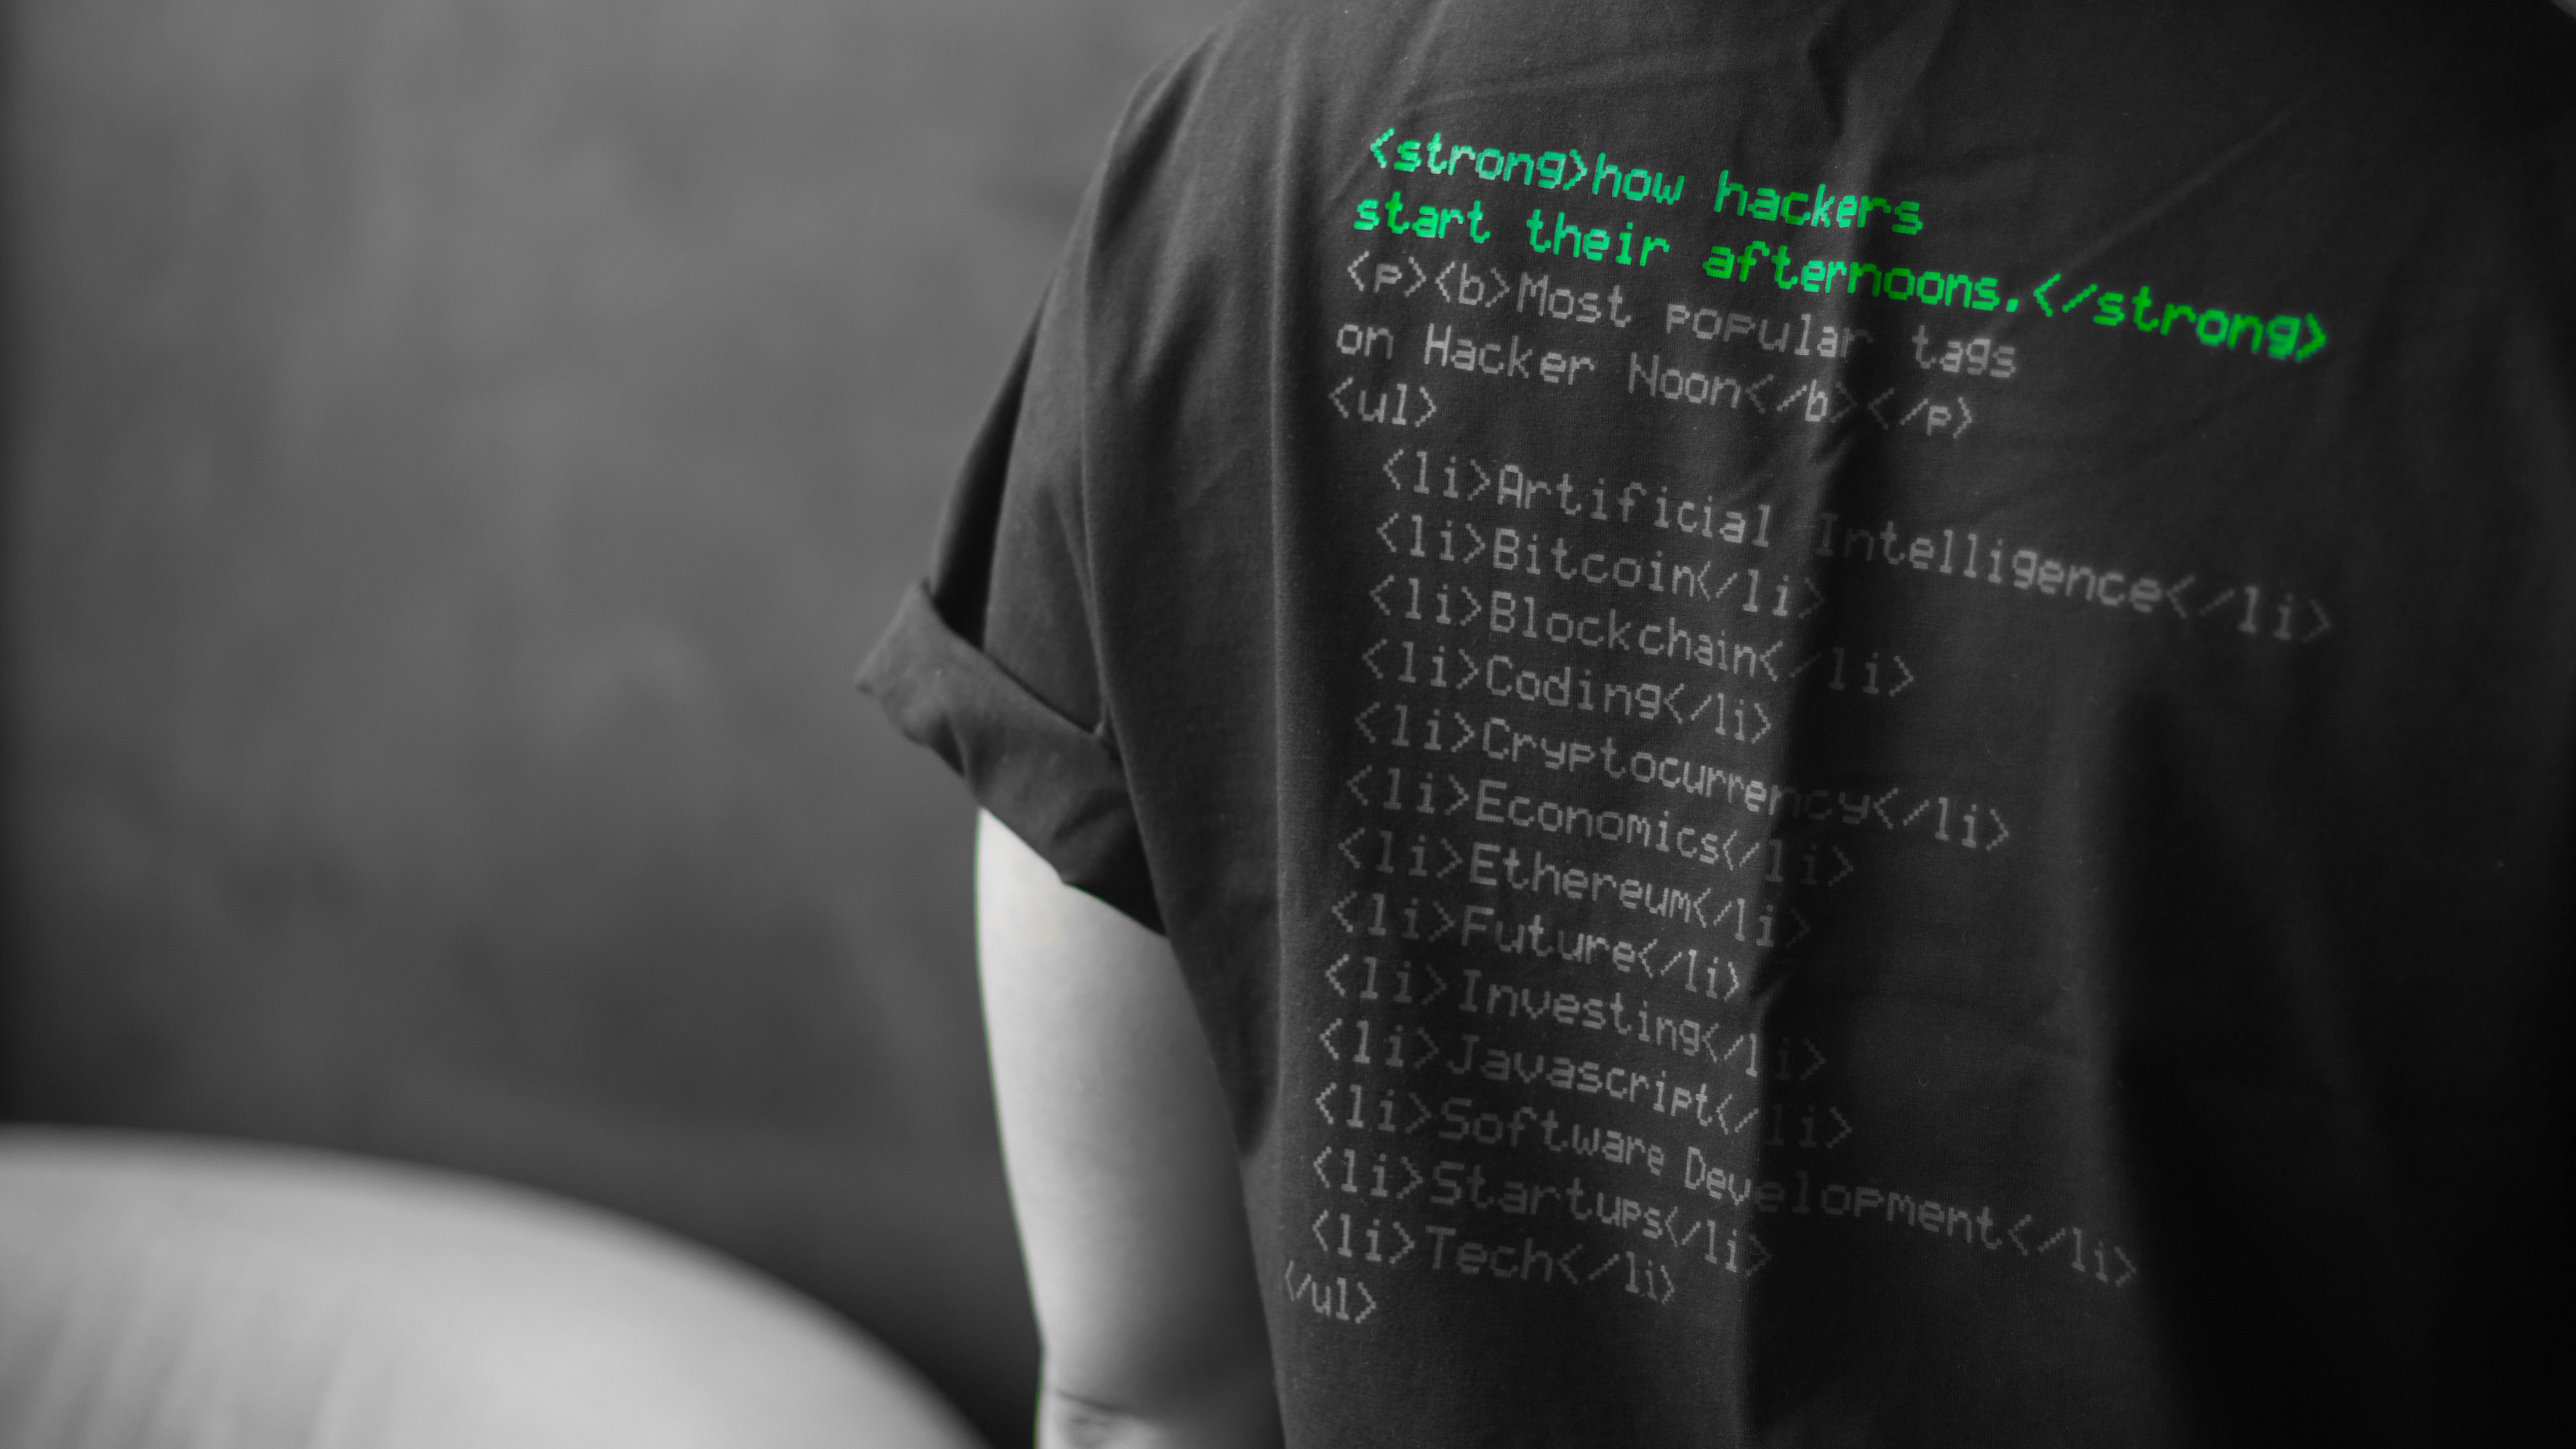 <strong>how hackers
start their afternoons.</strong>
<p><b>Most popular tags
on Hacker Noon</b></p>
<ul>
<li>Artificial Intelligence</li>
<li>Bitcoin</li>
<li>Blockchain</li>
<li>Coding</li>
<li>Cryptocurrency</li>
<li>Economics</li>
<li>Ethereum</li>
<li>Future</li>
<li>Investing</li>
<li>Javascript</li>
<li>Software Development</li>
<li>Startups</li>
<li>Tech</li>
</ul>